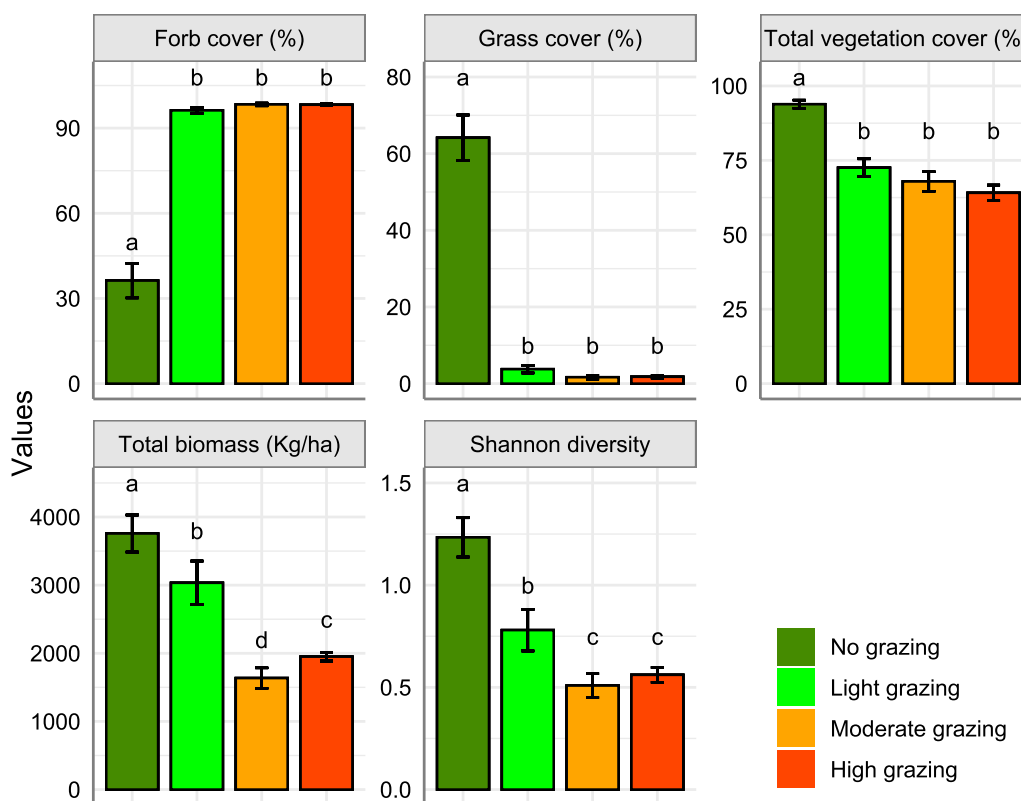 Forb cover (%)
Grass cover (%)
Total vegetation cover (%
90
60
30
0
a
b
b
b
80
60
40
20
0
a
b
b
b
100
75
50
25
0
a
b
b
b
Values
Total biomass (Kg/ha)
Shannon diversity
4000
3000
2000
1000
0
a
b
d
c
1.5
1.0
0.5
0.0
a
b
c
c
No grazing
Light grazing
Moderate grazing
High grazing